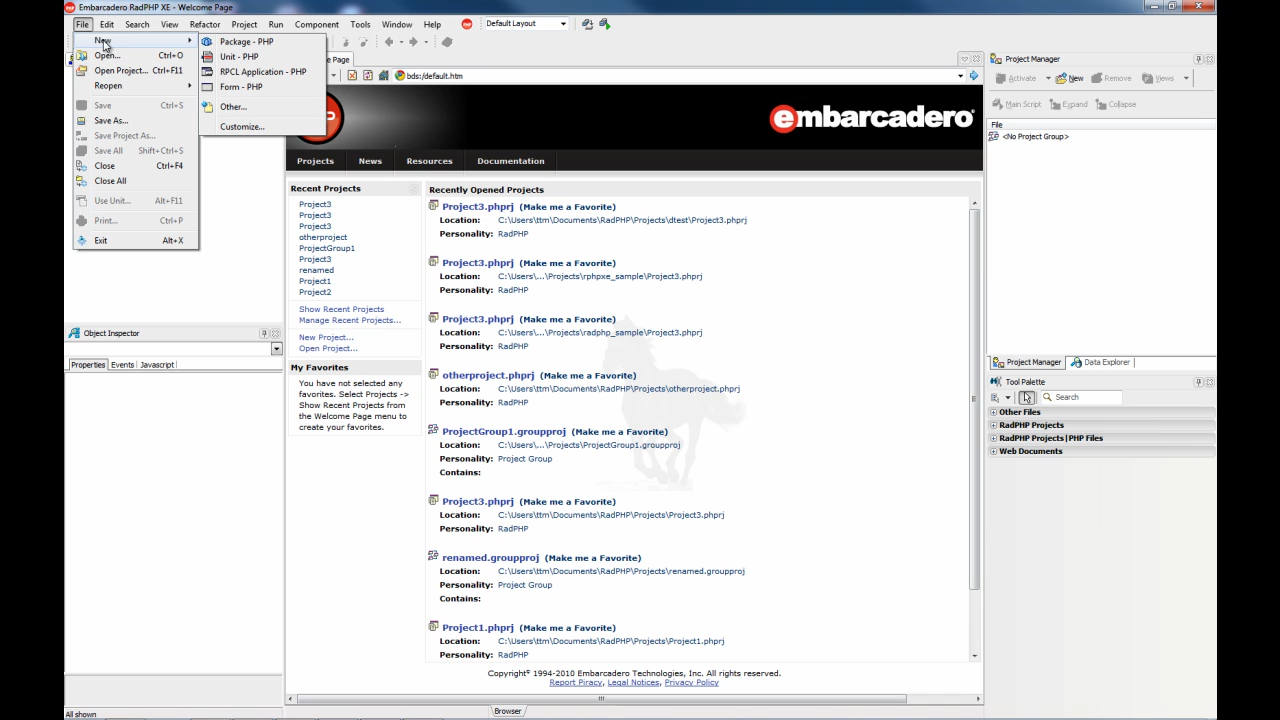 Embarcadero RadPHP XE - Welcome Page
File Edit Search View Refactor Project Run Component Tools Window Help Default Layout
New
Open... Ctrl+O
Open Project... Ctrl+F11
Reopen
Save Ctrl+S
Save As...
Save Project As...
Save All Shift+Ctrl+S
Close Ctrl+F4
Close All
Use Unit... Alt+F11
Print... Ctrl+P
Exit Alt+X
Package - PHP
Unit - PHP
RPCL Application - PHP
Form - PHP
Other...
Customize...
Page
bds:/default.htm
embarcadero
Projects News Resources Documentation
Recent Projects
Project3
Project3
Project3
otherproject
ProjectGroup1
Project3
renamed
Project1
Project2
Show Recent Projects
Manage Recent Projects...
New Project...
Open Project...
My Favorites
You have not selected any
favorites. Select Projects ->
Show Recent Projects from
the Welcome Page menu to
create your favorites.
Recently Opened Projects
Project3.phprj (Make me a Favorite)
Location: C:\Users\ttm\Documents\RadPHP\Projects\dtest\Project3.phprj
Personality: RadPHP
Project3.phprj (Make me a Favorite)
Location: C:\Users\...\Projects\rphpxe_sample\Project3.phprj
Personality: RadPHP
Project3.phprj (Make me a Favorite)
Location: C:\Users\...\Projects\radphp_sample\Project3.phprj
Personality: RadPHP
otherproject.phprj (Make me a Favorite)
Location: C:\Users\ttm\Documents\RadPHP\Projects\otherproject.phprj
Personality: RadPHP
ProjectGroup1.groupproj (Make me a Favorite)
Location: C:\Users\...\Projects\ProjectGroup1.groupproj
Personality: Project Group
Contains:
Project3.phprj (Make me a Favorite)
Location: C:\Users\ttm\Documents\RadPHP\Projects\Project3.phprj
Personality: RadPHP
renamed.groupproj (Make me a Favorite)
Location: C:\Users\ttm\Documents\RadPHP\Projects\renamed.groupproj
Personality: Project Group
Contains:
Project1.phprj (Make me a Favorite)
Location: C:\Users\ttm\Documents\RadPHP\Projects\Project1.phprj
Personality: RadPHP
Copyright© 1994-2010 Embarcadero Technologies, Inc. All rights reserved.
Report Piracy, Legal Notices, Privacy Policy
Browser
Object Inspector
Properties Events Javascript
All shown
Project Manager
Activate New Remove Views
Main Script Expand Collapse
File
<No Project Group>
Project Manager Data Explorer
Tool Palette
Search
Other Files
RadPHP Projects
RadPHP Projects|PHP Files
Web Documents